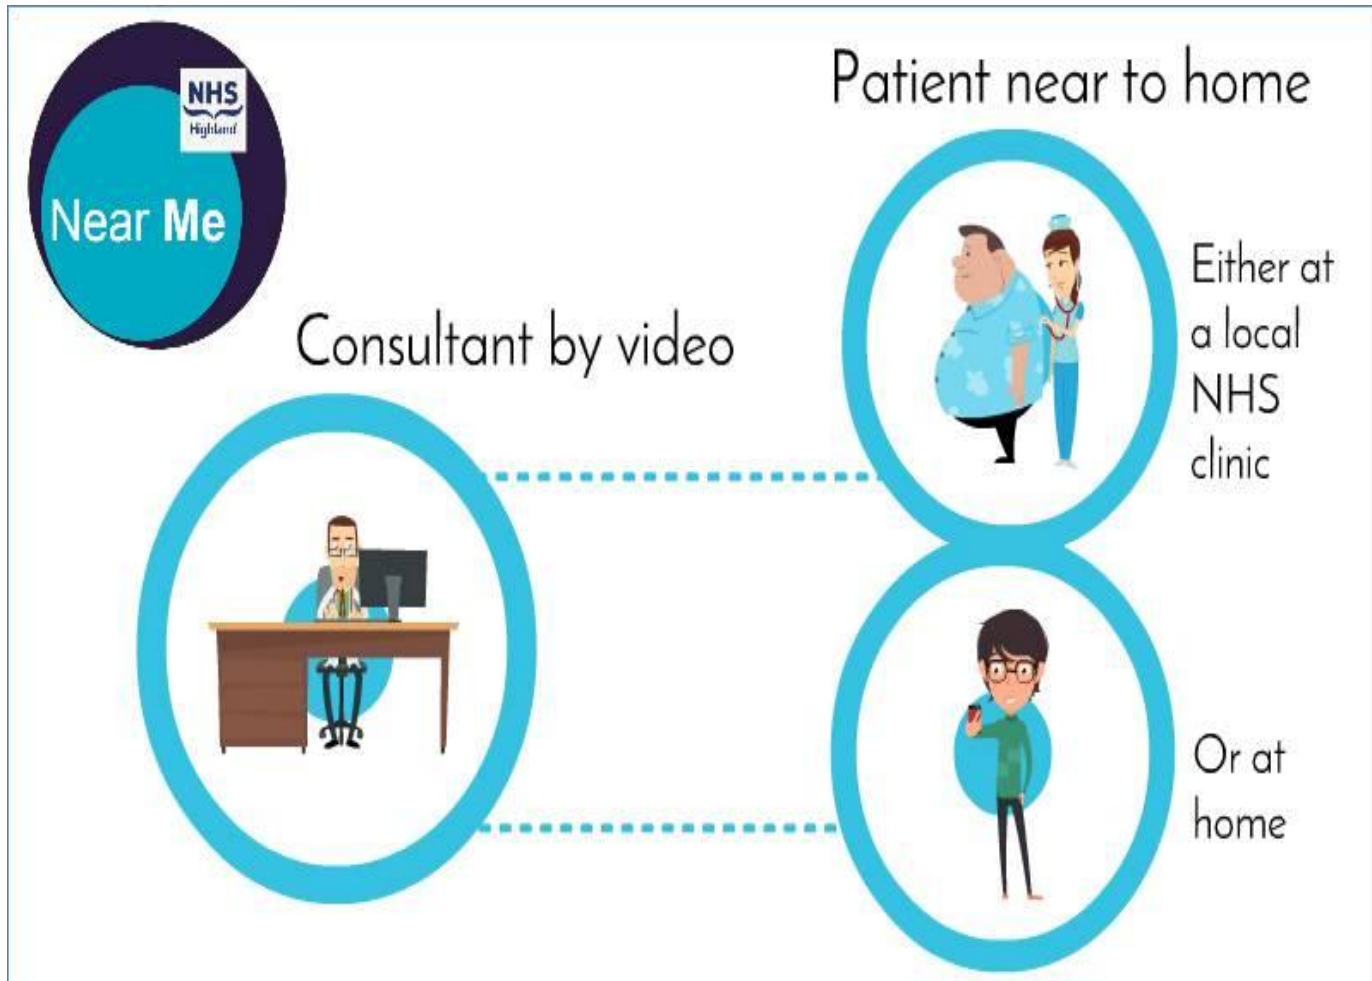 NHS
Highland
Near Me
Patient near to home
Either at
a local
NHS
clinic
Consultant by video
Or at
home